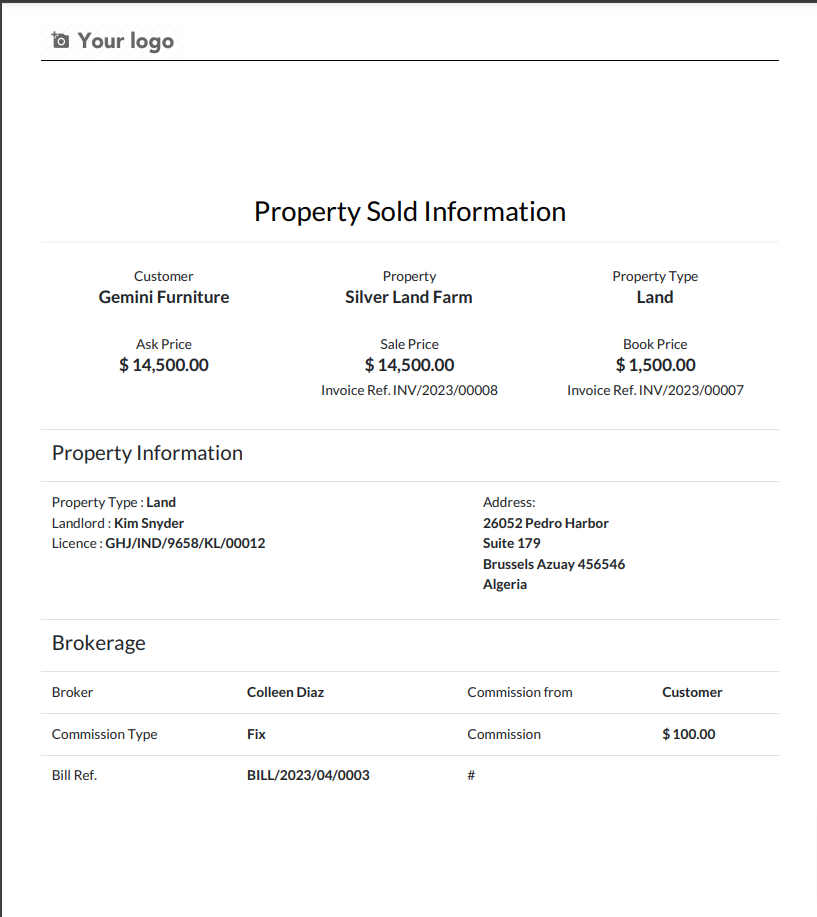 Your logo
Property Sold Information
Customer
Gemini Furniture
Property
Silver Land Farm
Property Type
Land
Ask Price
$ 14,500.00
Sale Price
$ 14,500.00
Invoice Ref. INV/2023/00008
Book Price
$ 1,500.00
Invoice Ref. INV/2023/00007
Property Information
Property Type : Land
Landlord : Kim Snyder
Licence : GHJ/IND/9658/KL/00012
Address:
26052 Pedro Harbor
Suite 179
Brussels Azuay 456546
Algeria
Brokerage
Broker Colleen Diaz Commission from Customer
Commission Type Fix Commission $ 100.00
Bill Ref. BILL/2023/04/0003 #